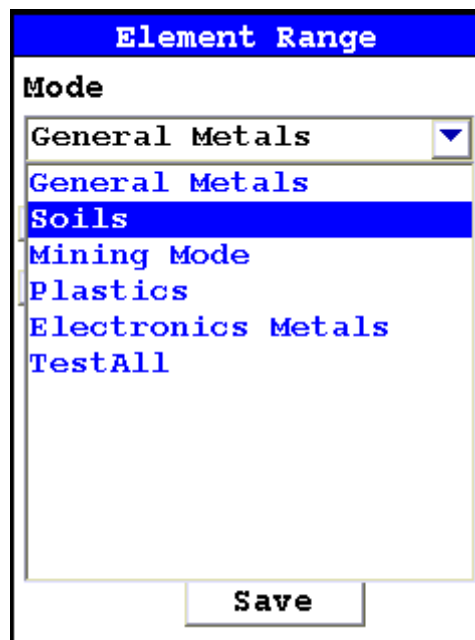 Element Range
Mode
General Metals
General Metals
Soils
Mining Mode
Plastics
Electronics Metals
TestAll
Save